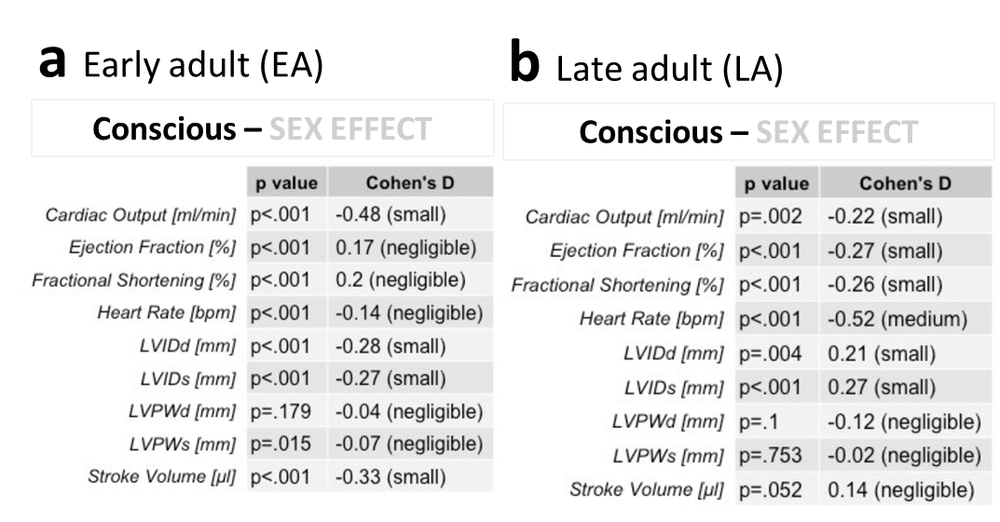 a Early adult (EA)
Conscious – SEX EFFECT
p value Cohen's D
Cardiac Output [ml/min] p<.001 -0.48 (small)
Ejection Fraction [%] p<.001 0.17 (negligible)
Fractional Shortening [%] p<.001 0.2 (negligible)
Heart Rate [bpm] p<.001 -0.14 (negligible)
LVIDd [mm] p<.001 -0.28 (small)
LVIDs [mm] p<.001 -0.27 (small)
LVPWd [mm] p=.179 -0.04 (negligible)
LVPWs [mm] p=.015 -0.07 (negligible)
Stroke Volume [µl] p<.001 -0.33 (small)
b Late adult (LA)
Conscious – SEX EFFECT
p value Cohen's D
Cardiac Output [ml/min] p=.002 -0.22 (small)
Ejection Fraction [%] p<.001 -0.27 (small)
Fractional Shortening [%] p<.001 -0.26 (small)
Heart Rate [bpm] p<.001 -0.52 (medium)
LVIDd [mm] p=.004 0.21 (small)
LVIDs [mm] p<.001 0.27 (small)
LVPWd [mm] p=.1 -0.12 (negligible)
LVPWs [mm] p=.753 -0.02 (negligible)
Stroke Volume [µl] p=.052 0.14 (negligible)